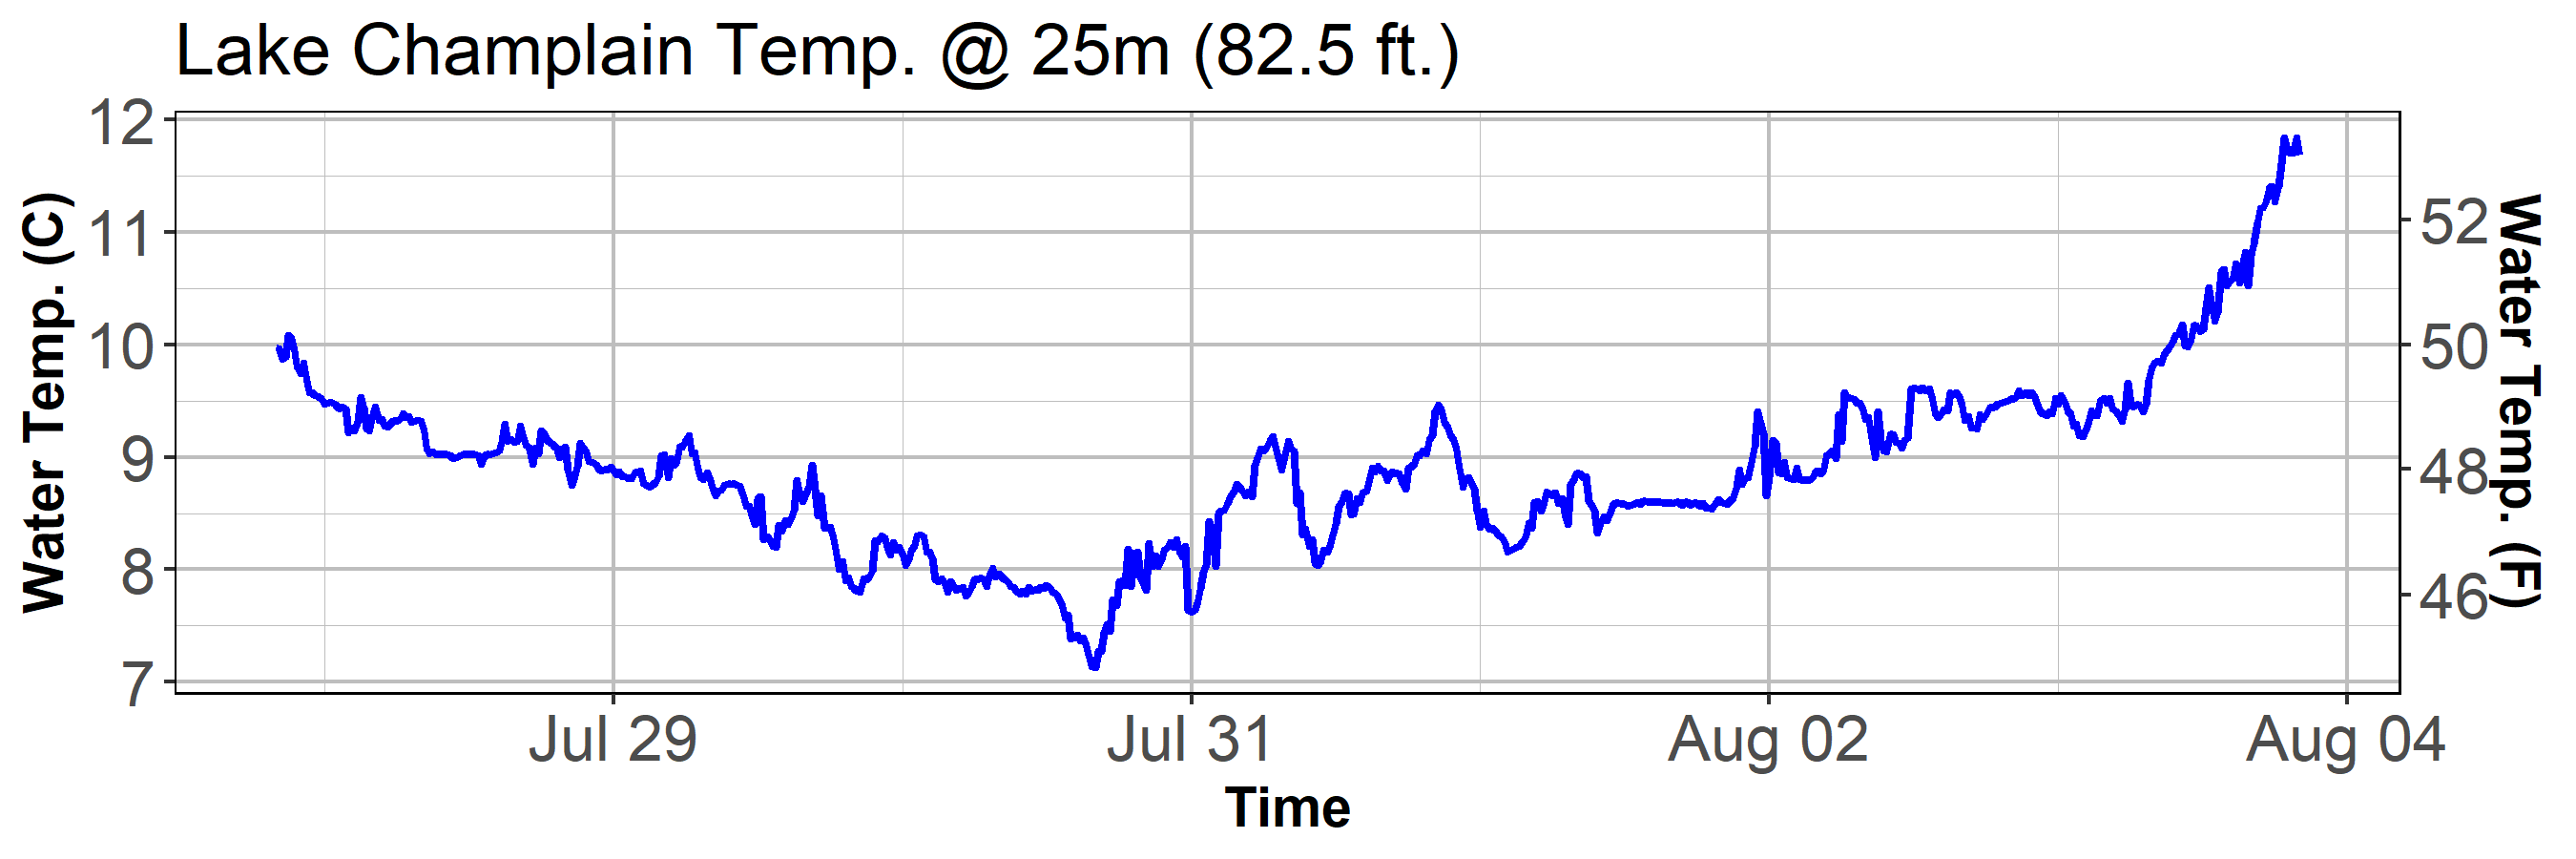 Lake Champlain Temp. @ 25m (82.5 ft.)
12
11
10
9
8
7
Water Temp. (C)
52
50
48
46
Water Temp. (F)
Jul 29
Jul 31
Aug 02
Aug 04
Time